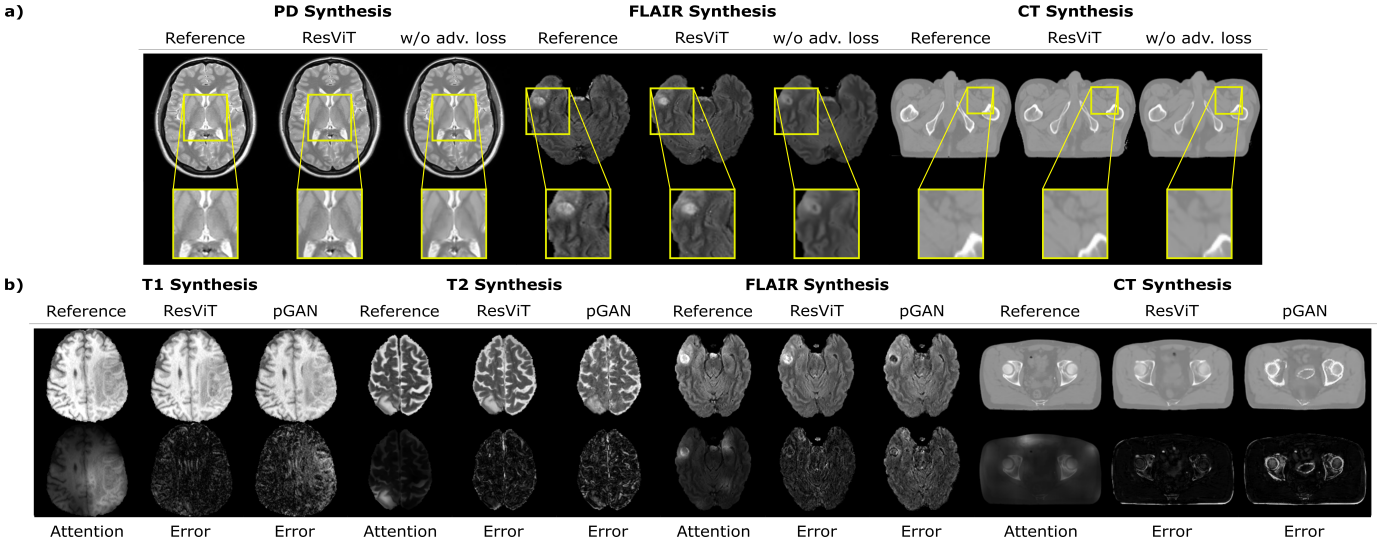 a)
PD Synthesis FLAIR Synthesis CT Synthesis
Reference ResViT w/o adv. loss Reference ResViT w/o adv. loss Reference ResViT w/o adv. loss
b)
T1 Synthesis T2 Synthesis FLAIR Synthesis CT Synthesis
Reference ResViT pGAN Reference ResViT pGAN Reference ResViT pGAN Reference ResViT pGAN
Attention Error Error Attention Error Error Attention Error Error Attention Error Error